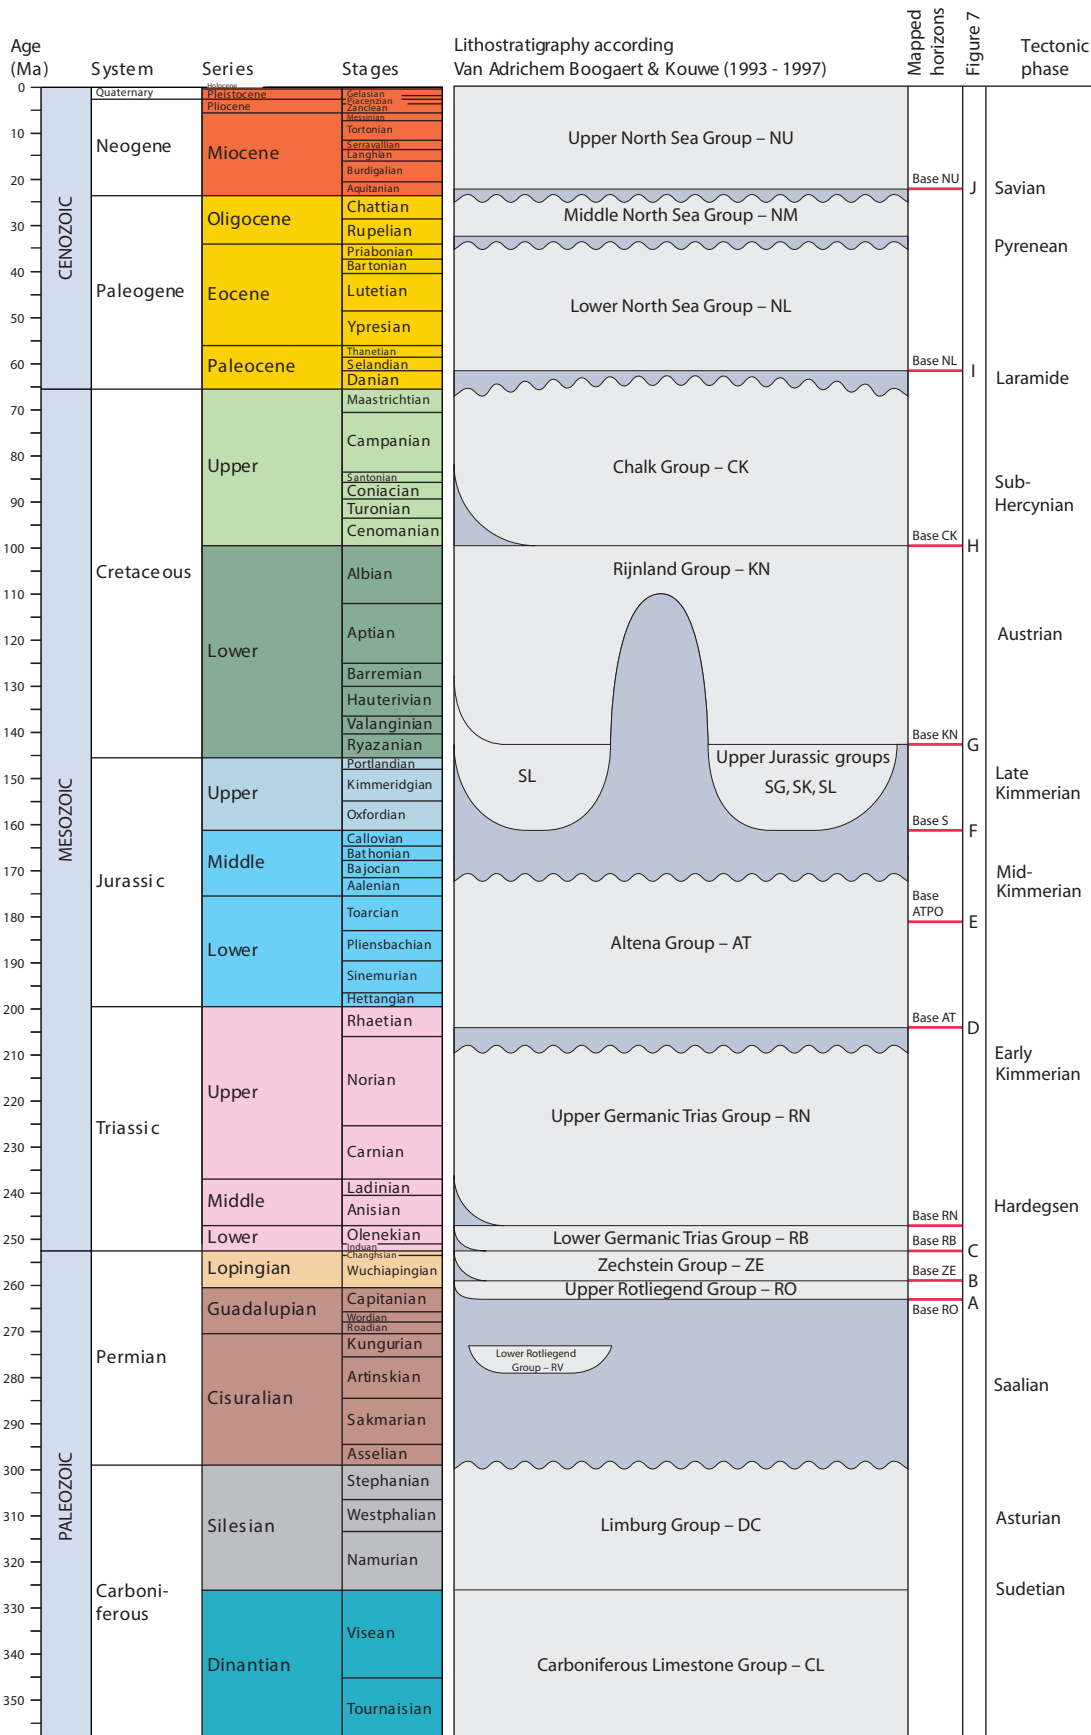 Age
(Ma)
System
Series
Stages
Lithostratigraphy according
Van Adrichem Boogaert & Kouwe (1993 - 1997)
Mapped
horizons
Figure 7
Tectonic
phase
0
10
20
30
40
50
60
70
80
90
100
110
120
130
140
150
160
170
180
190
200
210
220
230
240
250
260
270
280
290
300
310
320
330
340
350
CENOZOIC
MESOZOIC
PALEOZOIC
Quaternary
Neogene
Paleogene
Cretaceous
Jurassic
Triassic
Permian
Carboni-
ferous
Holocene
Pleistocene
Pliocene
Miocene
Oligocene
Eocene
Paleocene
Upper
Lower
Upper
Middle
Lower
Upper
Middle
Lower
Lopingian
Guadalupian
Cisuralian
Silesian
Dinantian
Gelasian
Piacenzian
Zanclean
Messinian
Tortonian
Serravallian
Langhian
Burdigalian
Aquitanian
Chattian
Rupelian
Priabonian
Bartonian
Lutetian
Ypresian
Thanetian
Selandian
Danian
Maastrichtian
Campanian
Santonian
Coniacian
Turonian
Cenomanian
Albian
Aptian
Barremian
Hauterivian
Valanginian
Ryazanian
Portlandian
Kimmeridgian
Oxfordian
Callovian
Bathonian
Bajocian
Aalenian
Toarcian
Pliensbachian
Sinemurian
Hettangian
Rhaetian
Norian
Carnian
Ladinian
Anisian
Olenekian
Induan
Changhsian
Wuchiapingian
Capitanian
Wordian
Roadian
Kungurian
Artinskian
Sakmarian
Asselian
Stephanian
Westphalian
Namurian
Visean
Tournaisian
Upper North Sea Group – NU
Middle North Sea Group – NM
Lower North Sea Group – NL
Chalk Group – CK
Rijnland Group – KN
SL
Upper Jurassic groups
SG, SK, SL
Altena Group – AT
Upper Germanic Trias Group – RN
Lower Germanic Trias Group – RB
Zechstein Group – ZE
Upper Rotliegend Group – RO
Lower Rotliegend
Group – RV
Limburg Group – DC
Carboniferous Limestone Group – CL
Base NU
Base NL
Base CK
Base KN
Base S
Base
ATPO
Base AT
Base RN
Base RB
Base ZE
Base RO
J
I
H
G
F
E
D
C
B
A
Savian
Pyrenean
Laramide
Sub-
Hercynian
Austrian
Late
Kimmerian
Mid-
Kimmerian
Early
Kimmerian
Hardegsen
Saalian
Asturian
Sudetian